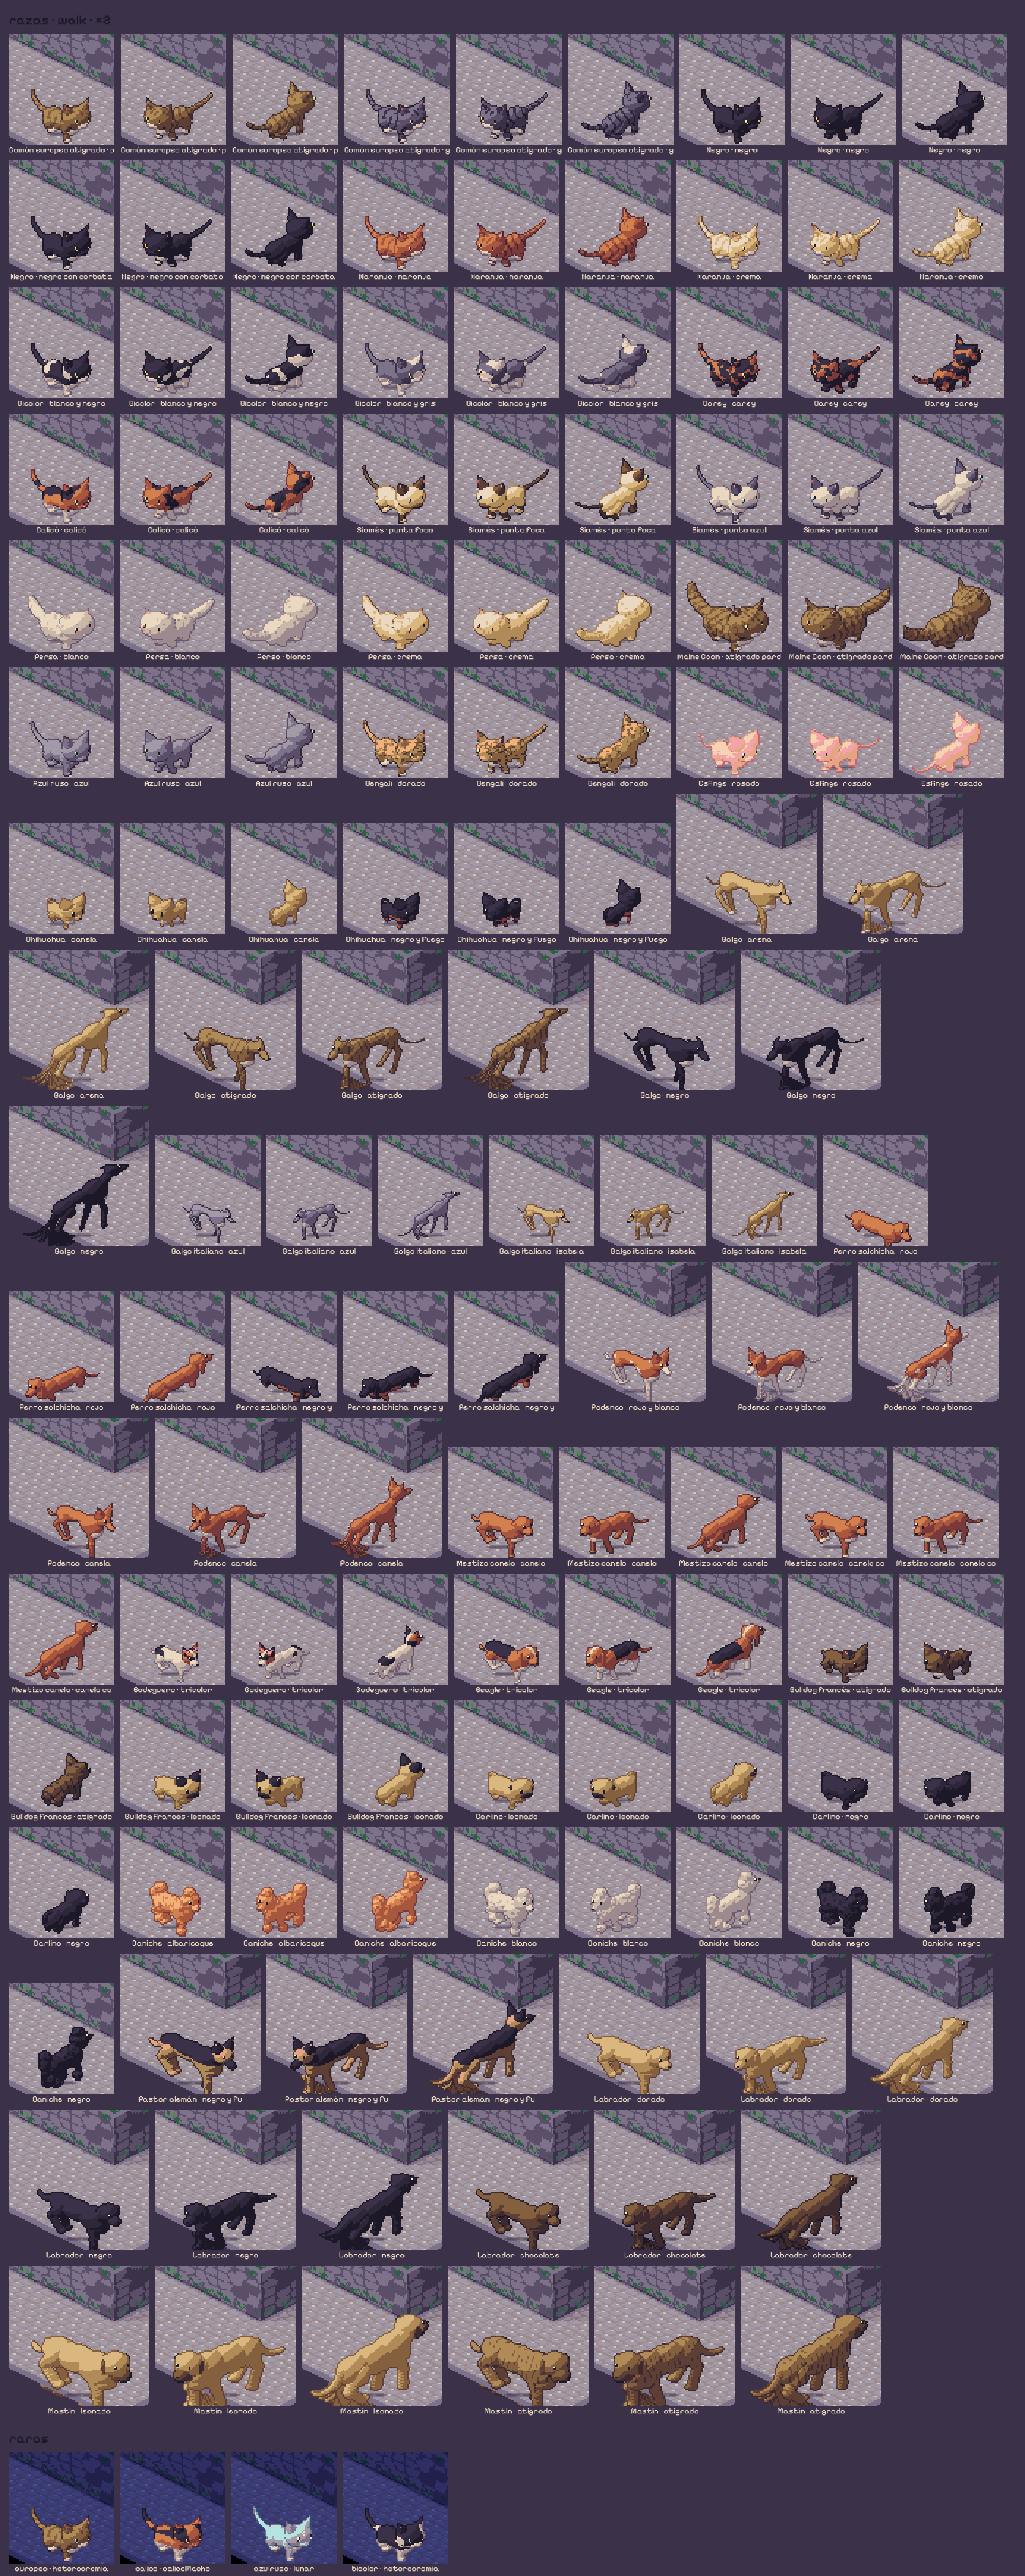 razas · walk · ×2
Común europeo atigrado · p Común europeo atigrado · p Común europeo atigrado · p Común europeo atigrado · g Común europeo atigrado · g Común europeo atigrado · g Negro · negro Negro · negro Negro · negro
Negro · negro con corbata Negro · negro con corbata Negro · negro con corbata Naranja · naranja Naranja · naranja Naranja · naranja Naranja · crema Naranja · crema Naranja · crema
Bicolor · blanco y negro Bicolor · blanco y negro Bicolor · blanco y negro Bicolor · blanco y gris Bicolor · blanco y gris Bicolor · blanco y gris Carey · carey Carey · carey Carey · carey
Calicó · calicó Calicó · calicó Calicó · calicó Siamés · punta foca Siamés · punta foca Siamés · punta foca Siamés · punta azul Siamés · punta azul Siamés · punta azul
Persa · blanco Persa · blanco Persa · blanco Persa · crema Persa · crema Persa · crema Maine Coon · atigrado pard Maine Coon · atigrado pard Maine Coon · atigrado pard
Azul ruso · azul Azul ruso · azul Azul ruso · azul Bengalí · dorado Bengalí · dorado Bengalí · dorado Esfinge · rosado Esfinge · rosado Esfinge · rosado
Chihuahua · canela Chihuahua · canela Chihuahua · canela Chihuahua · negro y fuego Chihuahua · negro y fuego Chihuahua · negro y fuego Galgo · arena Galgo · arena
Galgo · arena Galgo · atigrado Galgo · atigrado Galgo · atigrado Galgo · negro Galgo · negro
Galgo · negro Galgo italiano · azul Galgo italiano · azul Galgo italiano · azul Galgo italiano · isabela Galgo italiano · isabela Galgo italiano · isabela Perro salchicha · rojo
Perro salchicha · rojo Perro salchicha · rojo Perro salchicha · negro y Perro salchicha · negro y Perro salchicha · negro y Podenco · rojo y blanco Podenco · rojo y blanco Podenco · rojo y blanco
Podenco · canela Podenco · canela Podenco · canela Mestizo canelo · canelo Mestizo canelo · canelo Mestizo canelo · canelo Mestizo canelo · canelo co Mestizo canelo · canelo co
Mestizo canelo · canelo co Bodeguero · tricolor Bodeguero · tricolor Bodeguero · tricolor Beagle · tricolor Beagle · tricolor Beagle · tricolor Bulldog francés · atigrado Bulldog francés · atigrado
Bulldog francés · atigrado Bulldog francés · leonado Bulldog francés · leonado Bulldog francés · leonado Carlino · leonado Carlino · leonado Carlino · leonado Carlino · negro Carlino · negro
Carlino · negro Caniche · albaricoque Caniche · albaricoque Caniche · albaricoque Caniche · blanco Caniche · blanco Caniche · blanco Caniche · negro Caniche · negro
Caniche · negro Pastor alemán · negro y fu Pastor alemán · negro y fu Pastor alemán · negro y fu Labrador · dorado Labrador · dorado Labrador · dorado
Labrador · negro Labrador · negro Labrador · negro Labrador · chocolate Labrador · chocolate Labrador · chocolate
Mastín · leonado Mastín · leonado Mastín · leonado Mastín · atigrado Mastín · atigrado Mastín · atigrado
raros
europeo · heterocromia calico · calicoMacho azulruso · lunar bicolor · heterocromia